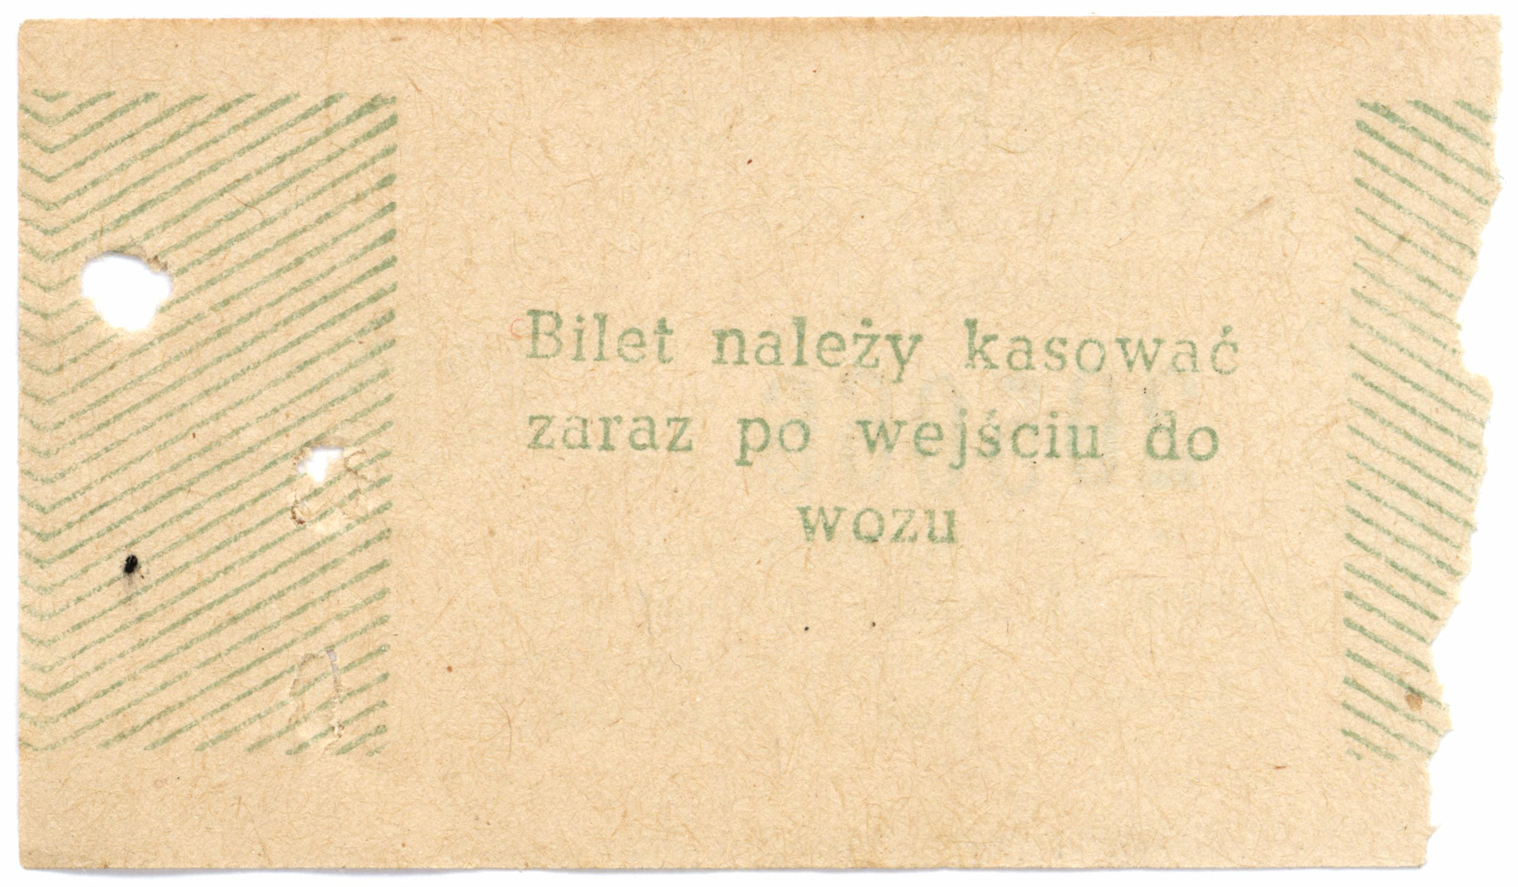 Bilet należy kasować
zaraz po wejściu do
wozu